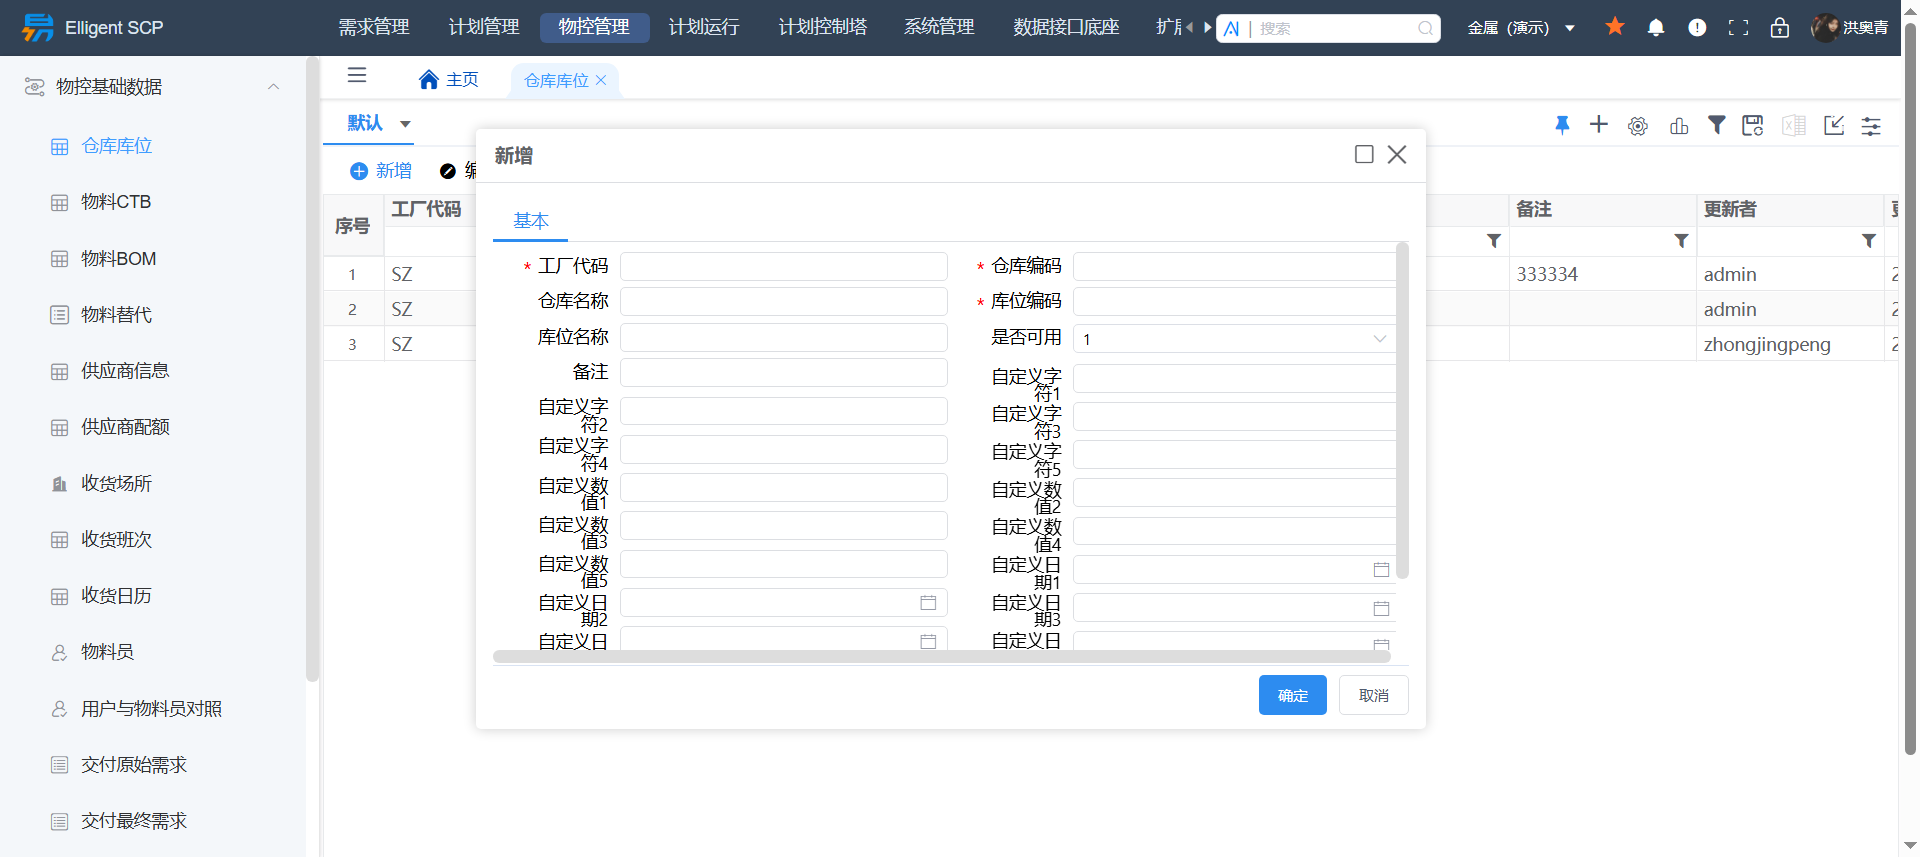 Elligent SCP
需求管理
计划管理
物控管理
计划运行
计划控制塔
系统管理
数据接口底座
搜索
金属（演示）
洪奥青
物控基础数据
仓库库位
物料CTB
物料BOM
物料替代
供应商信息
供应商配额
收货场所
收货班次
收货日历
物料员
用户与物料员对照
交付原始需求
交付最终需求
主页
仓库库位
默认
新增
序号
工厂代码
备注
更新者
1
SZ
333334
admin
2
SZ
admin
3
SZ
zhongjingpeng
新增
基本
* 工厂代码
* 仓库编码
仓库名称
* 库位编码
库位名称
是否可用
1
备注
自定义字
符1
自定义字
符2
自定义字
符3
自定义字
符4
自定义字
符5
自定义数
值1
自定义数
值2
自定义数
值3
自定义数
值4
自定义数
值5
自定义日
期1
自定义日
期2
自定义日
期3
自定义日
自定义日
确定
取消